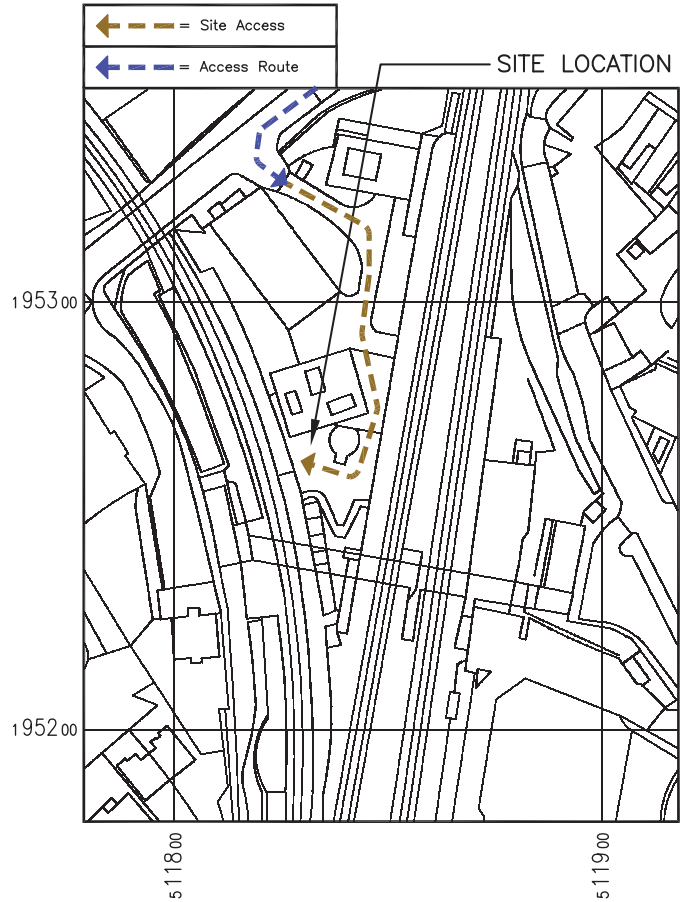 = Site Access
= Access Route
SITE LOCATION
195300
195200
511800
511900